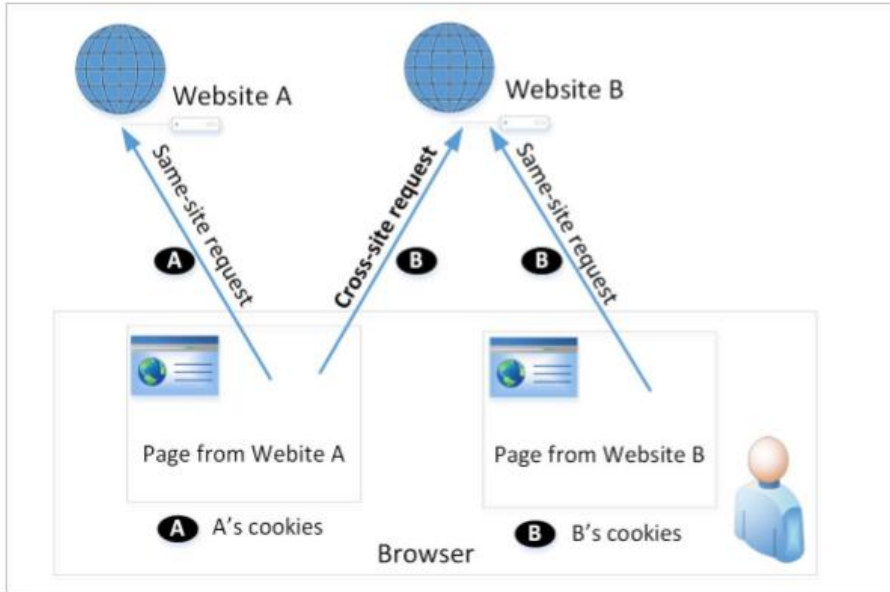 Website A
Website B
Same-site request
Cross-site request
Same-site request
A
B
B
Page from Webite A
Page from Website B
A A's cookies
B B's cookies
Browser